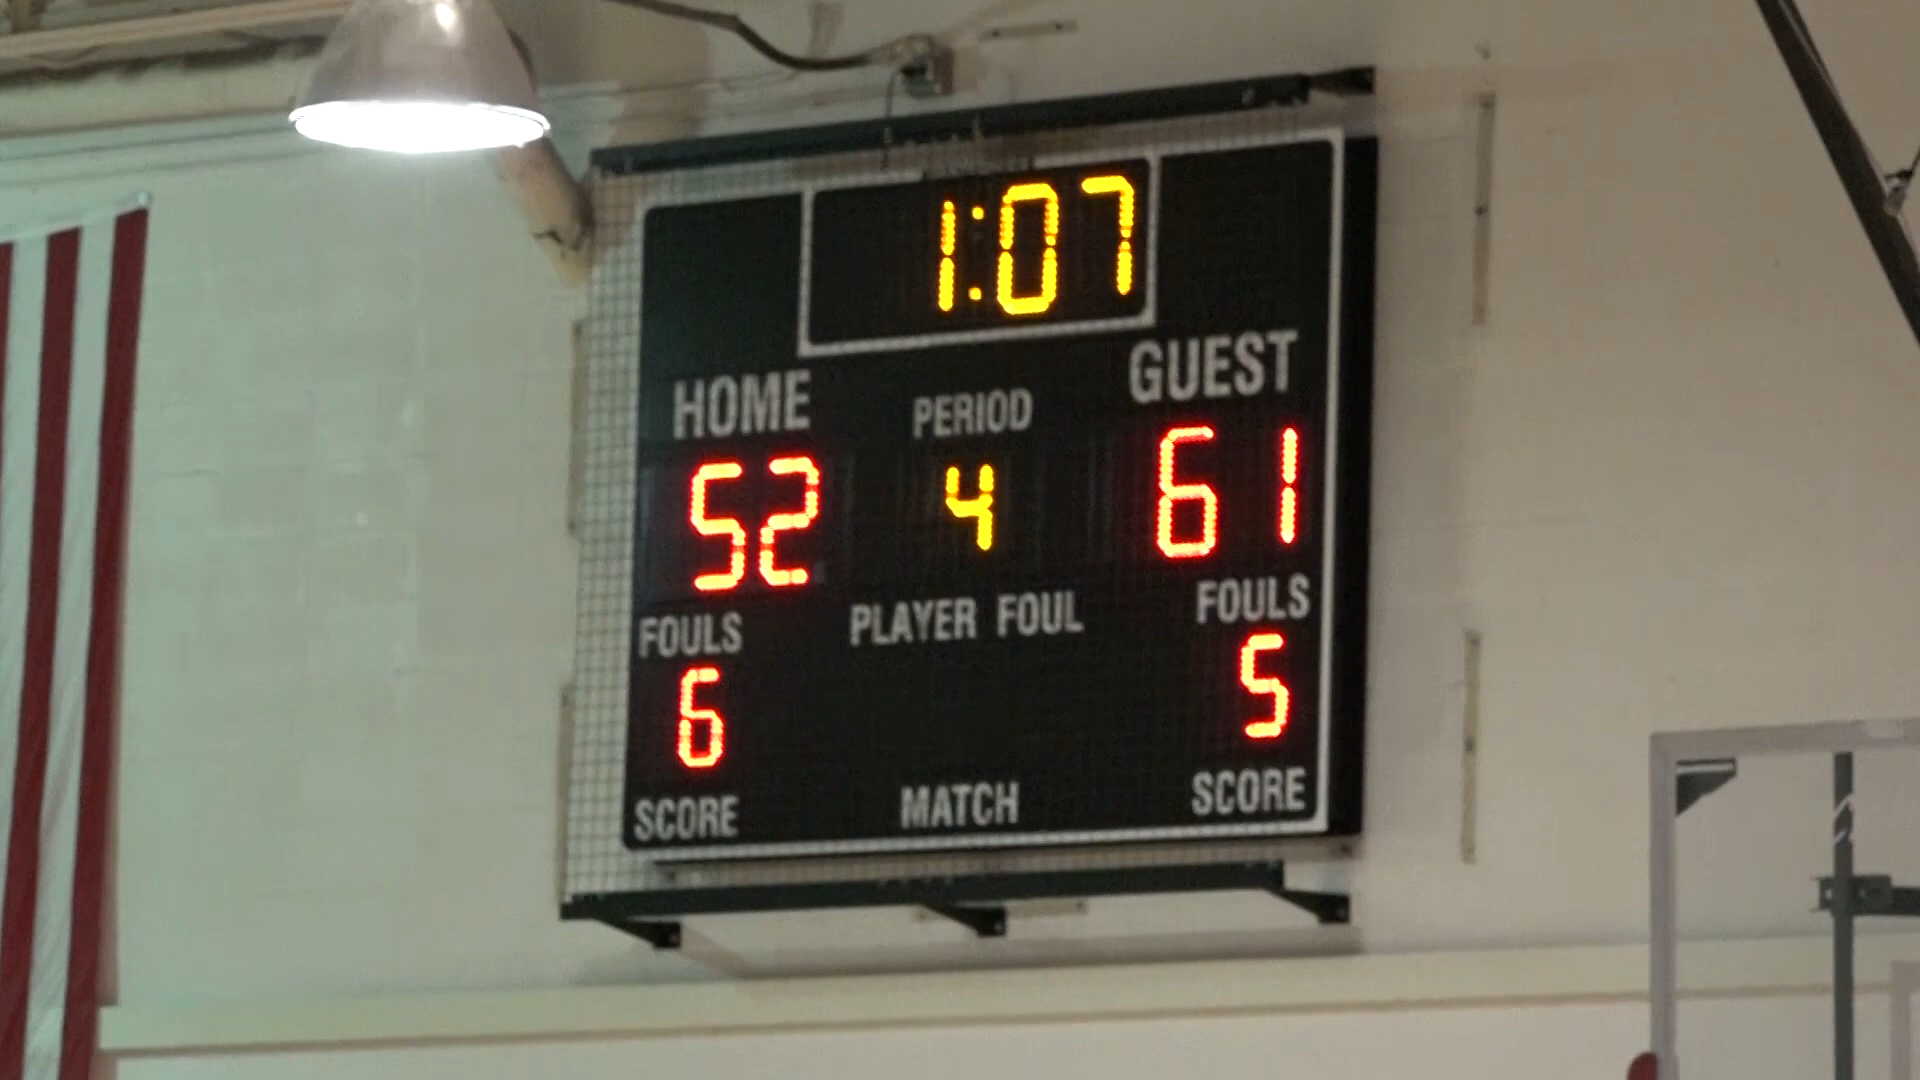 1:07
HOME PERIOD GUEST
52 4 61
FOULS PLAYER FOUL FOULS
6 5
SCORE MATCH SCORE